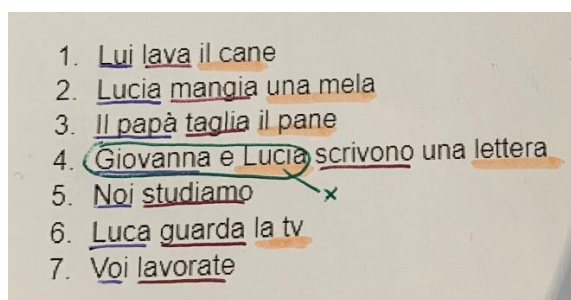 1. Lui lava il cane
2. Lucia mangia una mela
3. Il papà taglia il pane
4. Giovanna e Lucia scrivono una lettera
x
5. Noi studiamo
6. Luca guarda la tv
7. Voi lavorate